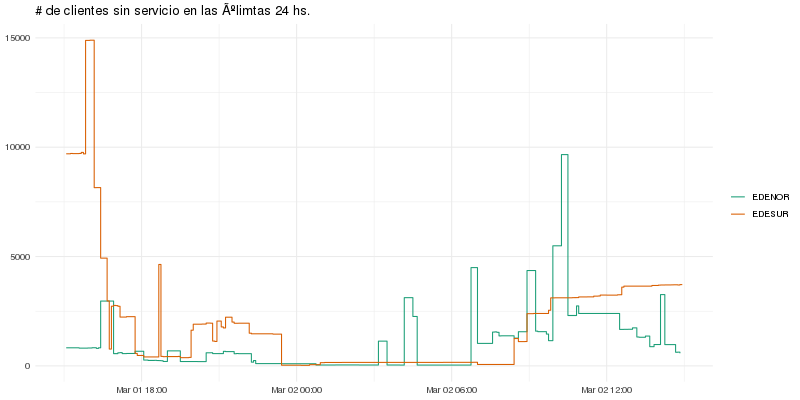 # de clientes sin servicio en las Ãºlimtas 24 hs.
15000
10000
5000
0
Mar 01 18:00
Mar 02 00:00
Mar 02 06:00
Mar 02 12:00
EDENOR
EDESUR